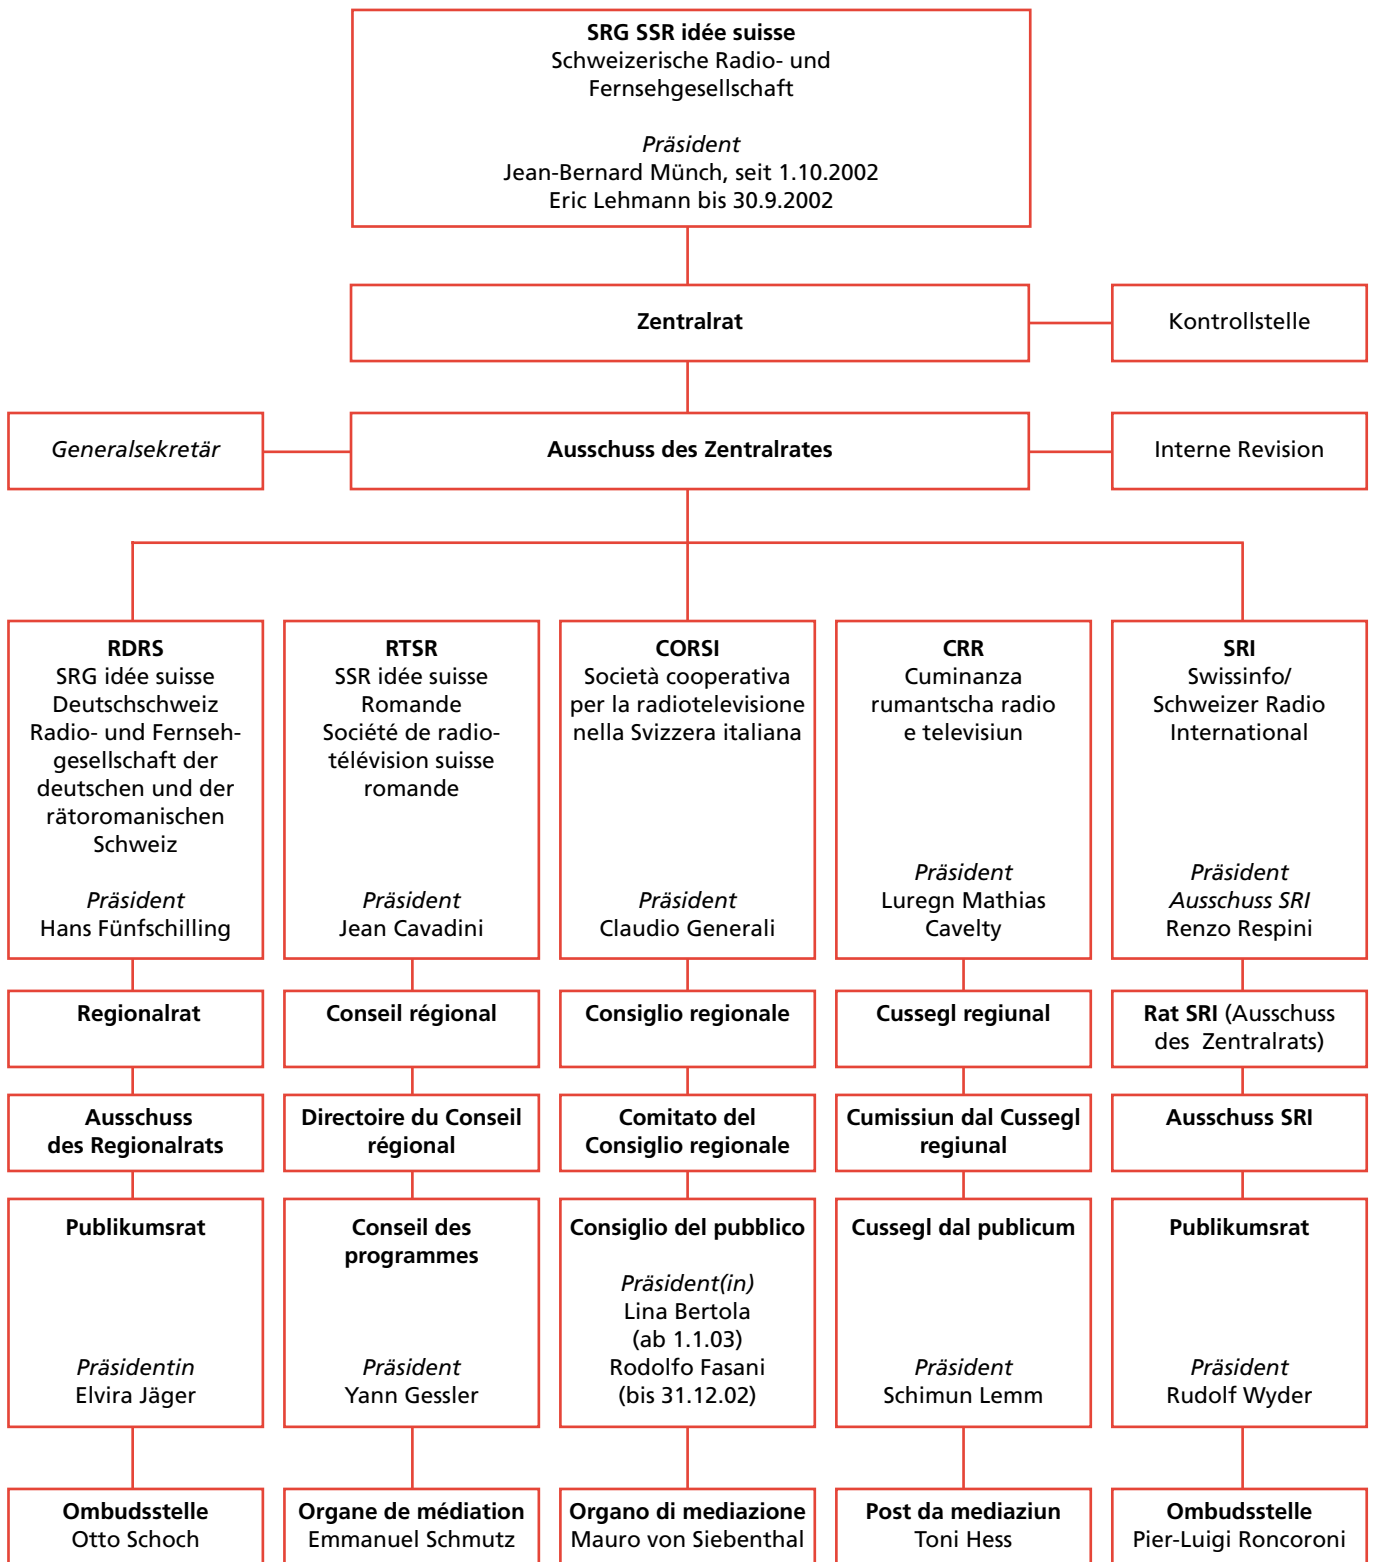 SRG SSR idée suisse
Schweizerische Radio- und
Fernsehgesellschaft
Präsident
Jean-Bernard Münch, seit 1.10.2002
Eric Lehmann bis 30.9.2002
Zentralrat
Kontrollstelle
Generalsekretär
Ausschuss des Zentralrates
Interne Revision
RDRS
SRG idée suisse
Deutschschweiz
Radio- und Fernseh-
gesellschaft der
deutschen und der
rätoromanischen
Schweiz
Präsident
Hans Fünfschilling
RTSR
SSR idée suisse
Romande
Société de radio-
télévision suisse
romande
Präsident
Jean Cavadini
CORSI
Società cooperativa
per la radiotelevisione
nella Svizzera italiana
Präsident
Claudio Generali
CRR
Cuminanza
rumantscha radio
e televisiun
Präsident
Luregn Mathias
Cavelty
SRI
Swissinfo/
Schweizer Radio
International
Präsident
Ausschuss SRI
Renzo Respini
Regionalrat
Conseil régional
Consiglio regionale
Cussegl regiunal
Rat SRI (Ausschuss
des Zentralrats)
Ausschuss
des Regionalrats
Directoire du Conseil
régional
Comitato del
Consiglio regionale
Cumissiun dal Cussegl
regiunal
Ausschuss SRI
Publikumsrat
Präsidentin
Elvira Jäger
Conseil des
programmes
Präsident
Yann Gessler
Consiglio del pubblico
Präsident(in)
Lina Bertola
(ab 1.1.03)
Rodolfo Fasani
(bis 31.12.02)
Cussegl dal publicum
Präsident
Schimun Lemm
Publikumsrat
Präsident
Rudolf Wyder
Ombudsstelle
Otto Schoch
Organe de médiation
Emmanuel Schmutz
Organo di mediazione
Mauro von Siebenthal
Post da mediaziun
Toni Hess
Ombudsstelle
Pier-Luigi Roncoroni